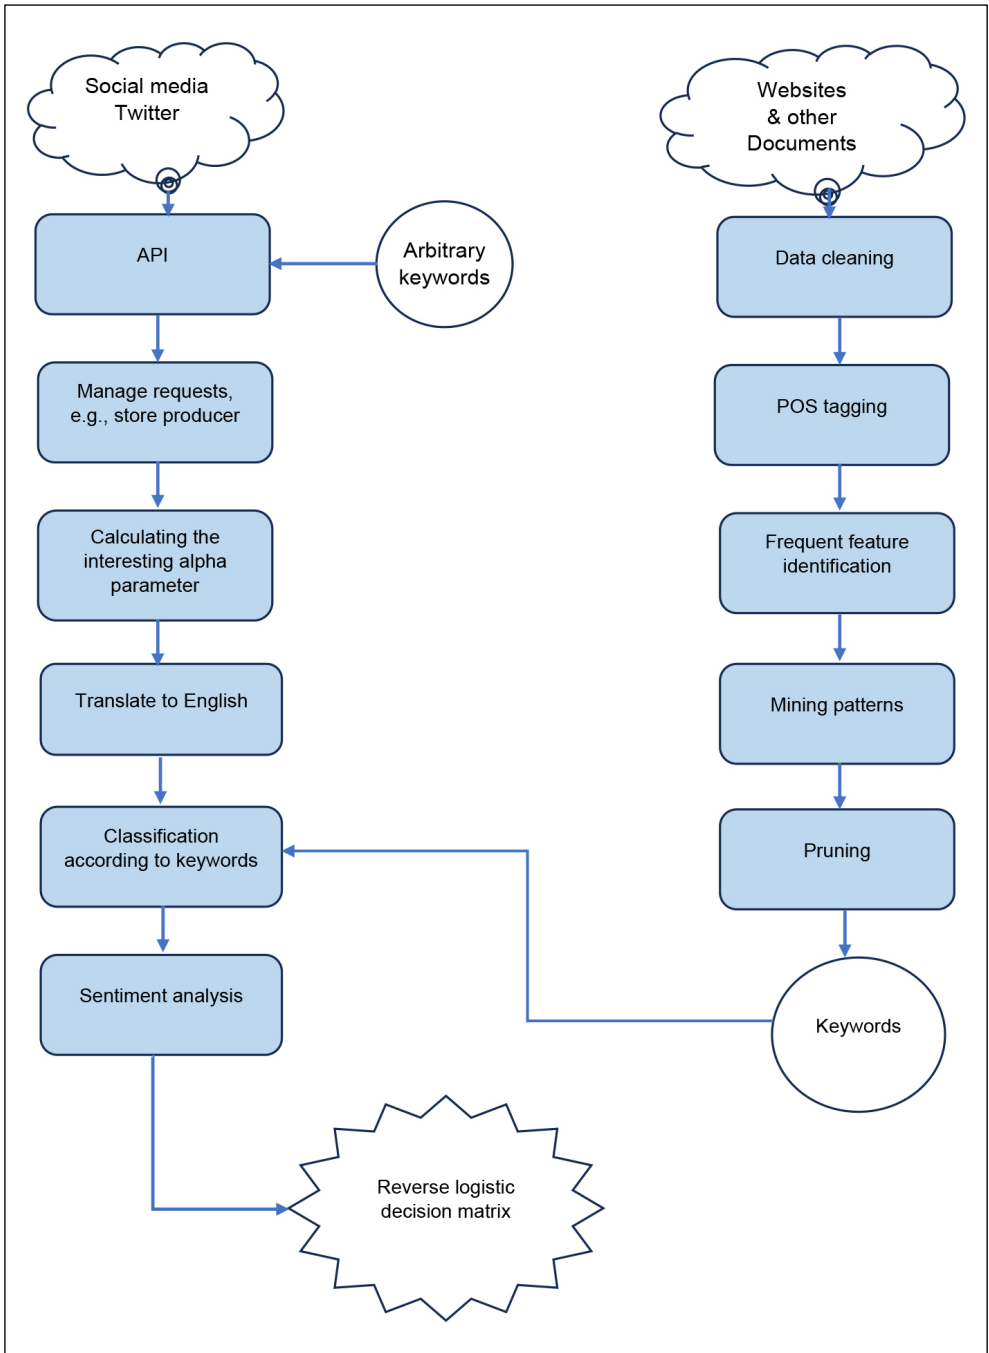 Social media
Twitter
Websites
& other
Documents
API
Arbitrary
keywords
Data cleaning
Manage requests,
e.g., store producer
POS tagging
Calculating the
interesting alpha
parameter
Frequent feature
identification
Translate to English
Mining patterns
Classification
according to keywords
Pruning
Sentiment analysis
Keywords
Reverse logistic
decision matrix